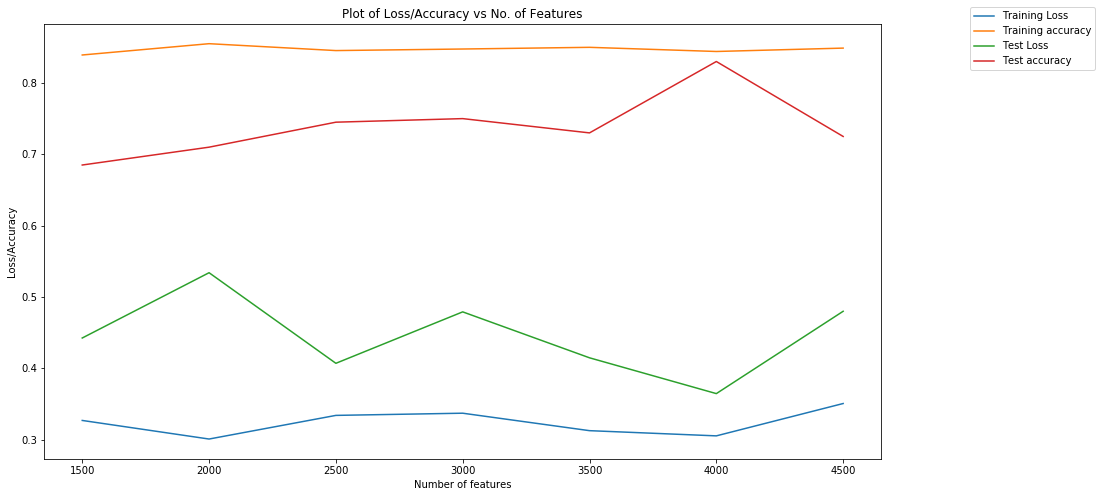 Plot of Loss/Accuracy vs No. of Features
Training Loss
Training accuracy
Test Loss
Test accuracy
Loss/Accuracy
0.8
0.7
0.6
0.5
0.4
0.3
1500 2000 2500 3000 3500 4000 4500
Number of features